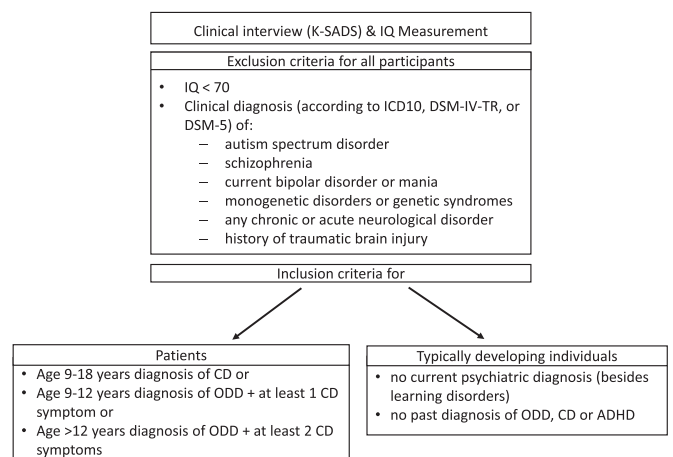 Clinical interview (K-SADS) & IQ Measurement
Exclusion criteria for all participants
• IQ < 70
• Clinical diagnosis (according to ICD10, DSM-IV-TR, or
DSM-5) of:
– autism spectrum disorder
– schizophrenia
– current bipolar disorder or mania
– monogenetic disorders or genetic syndromes
– any chronic or acute neurological disorder
– history of traumatic brain injury
Inclusion criteria for
Patients
• Age 9-18 years diagnosis of CD or
• Age 9-12 years diagnosis of ODD + at least 1 CD
symptom or
• Age >12 years diagnosis of ODD + at least 2 CD
symptoms
Typically developing individuals
• no current psychiatric diagnosis (besides
learning disorders)
• no past diagnosis of ODD, CD or ADHD